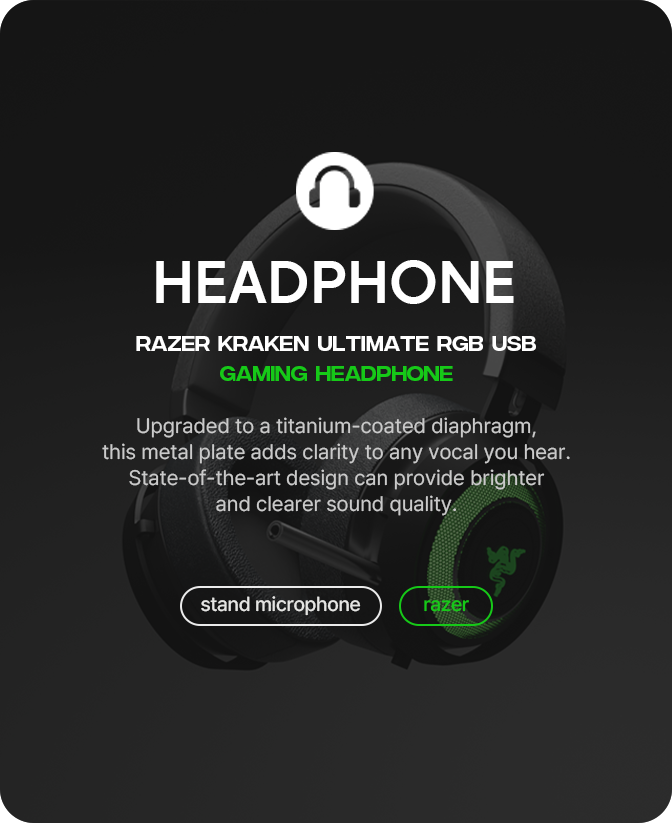 HEADPHONE
RAZER KRAKEN ULTIMATE RGB USB
GAMING HEADPHONE
Upgraded to a titanium-coated diaphragm,
this metal plate adds clarity to any vocal you hear.
State-of-the-art design can provide brighter
and clearer sound quality.
stand microphone
razer